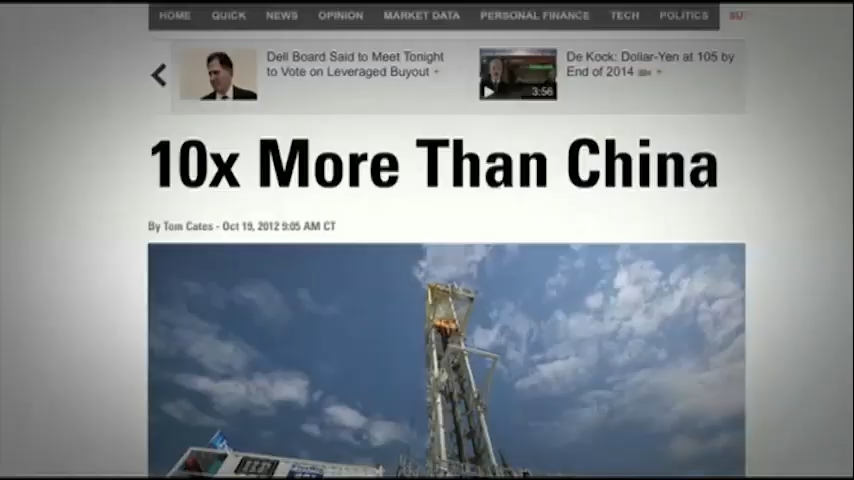 HOME QUICK NEWS OPINION MARKET DATA PERSONAL FINANCE TECH POLITICS
Dell Board Said to Meet Tonight
to Vote on Leveraged Buyout +
De Kock: Dollar-Yen at 105 by
End of 2014 +
3:56
10x More Than China
By Tom Cates - Oct 19, 2012 9:05 AM CT